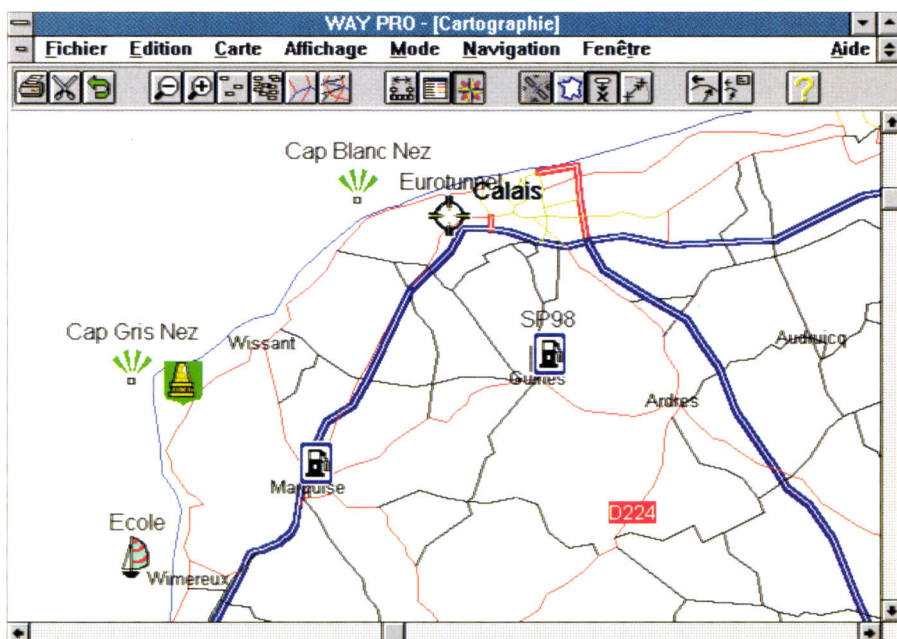 WAY PRO - [Cartographie]
Fichier Edition Carte Affichage Mode Navigation Fenêtre Aide
Cap Blanc Nez
Eurotunnel
Calais
SP98
Cap Gris Nez
Wissant
Audruicq
Guines
Ardres
Marquise
D224
Ecole
Wimereux